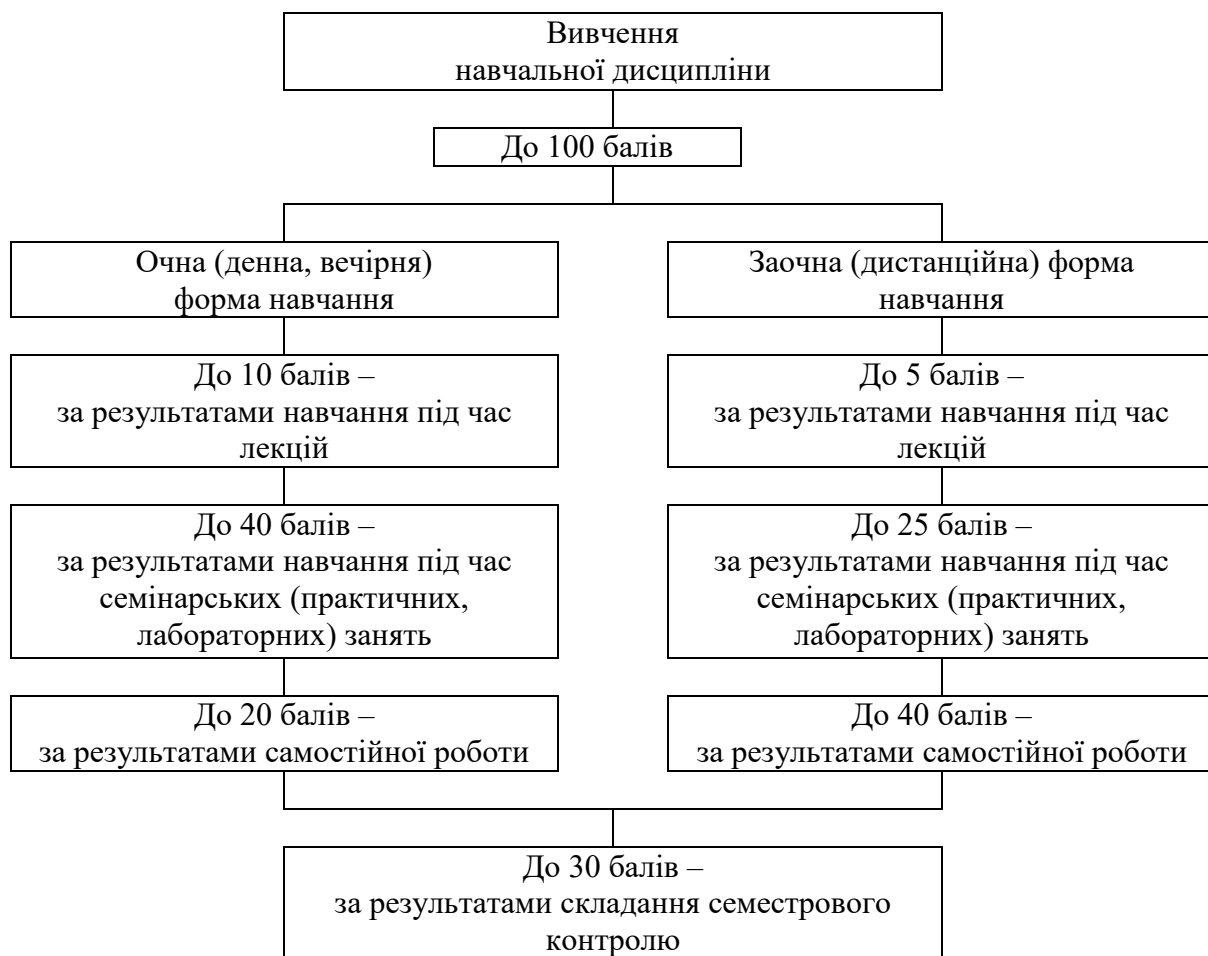 Вивчення
навчальної дисципліни
До 100 балів
Очна (денна, вечірня)
форма навчання
Заочна (дистанційна) форма
навчання
До 10 балів –
за результатами навчання під час
лекцій
До 5 балів –
за результатами навчання під час
лекцій
До 40 балів –
за результатами навчання під час
семінарських (практичних,
лабораторних) занять
До 25 балів –
за результатами навчання під час
семінарських (практичних,
лабораторних) занять
До 20 балів –
за результатами самостійної роботи
До 40 балів –
за результатами самостійної роботи
До 30 балів –
за результатами складання семестрового
контролю